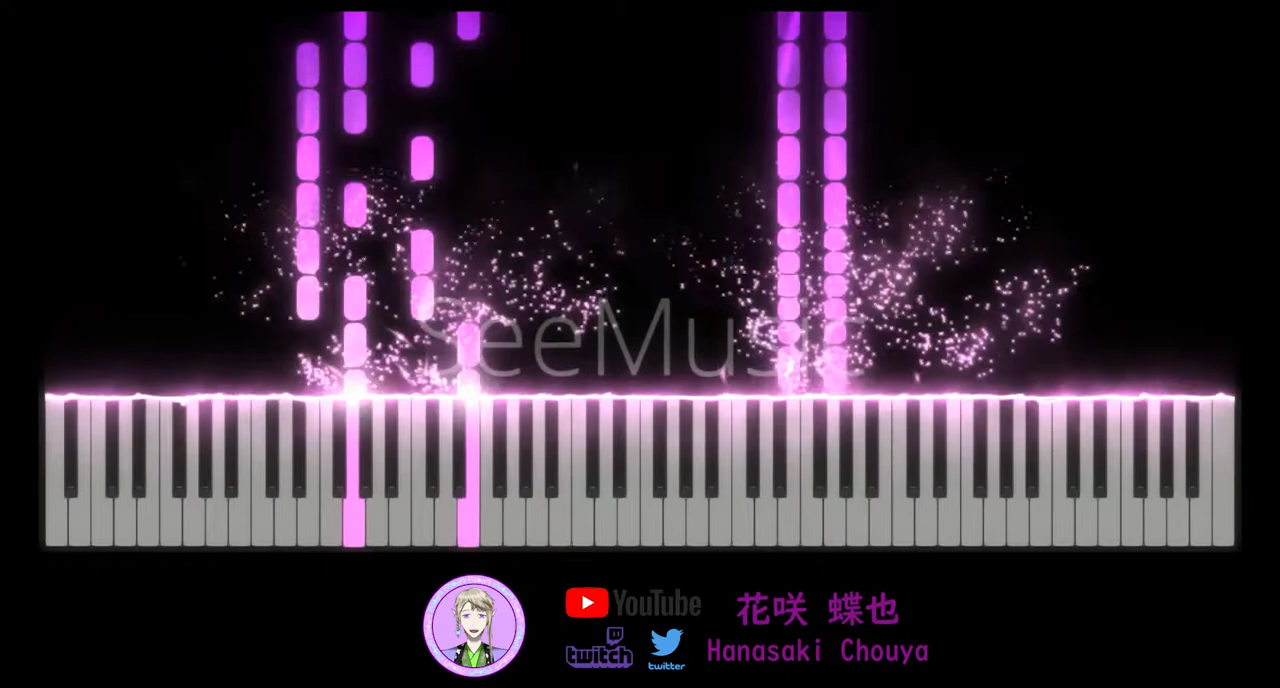 SeeMusic
YouTube
花咲 蝶也
twitch
twitter
Hanasaki Chouya